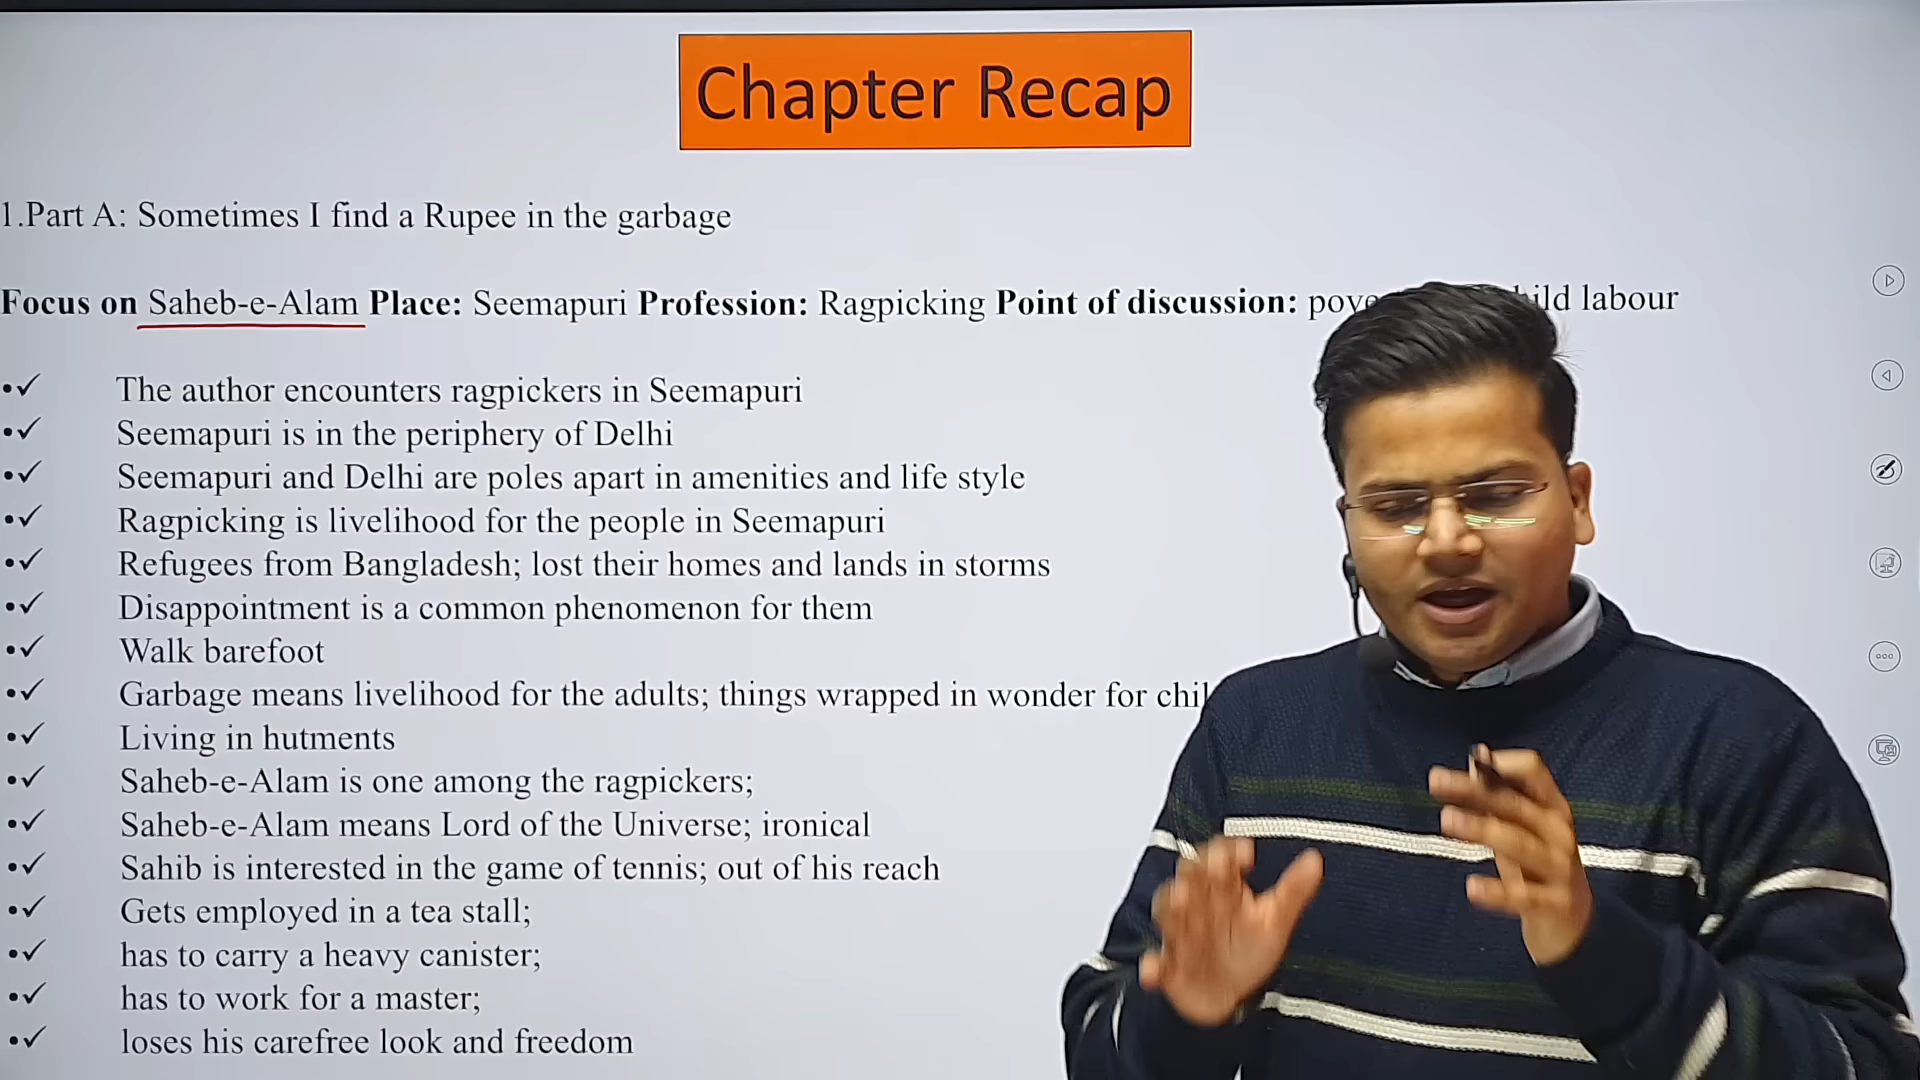 Chapter Recap
1.Part A: Sometimes I find a Rupee in the garbage
Focus on Saheb-e-Alam Place: Seemapuri Profession: Ragpicking Point of discussion: labour
•✓ The author encounters ragpickers in Seemapuri
•✓ Seemapuri is in the periphery of Delhi
•✓ Seemapuri and Delhi are poles apart in amenities and life style
•✓ Ragpicking is livelihood for the people in Seemapuri
•✓ Refugees from Bangladesh; lost their homes and lands in storms
•✓ Disappointment is a common phenomenon for them
•✓ Walk barefoot
•✓ Garbage means livelihood for the adults; things wrapped in wonder for
•✓ Living in hutments
•✓ Saheb-e-Alam is one among the ragpickers;
•✓ Saheb-e-Alam means Lord of the Universe; ironical
•✓ Sahib is interested in the game of tennis; out of his reach
•✓ Gets employed in a tea stall;
•✓ has to carry a heavy canister;
•✓ has to work for a master;
•✓ loses his carefree look and freedom